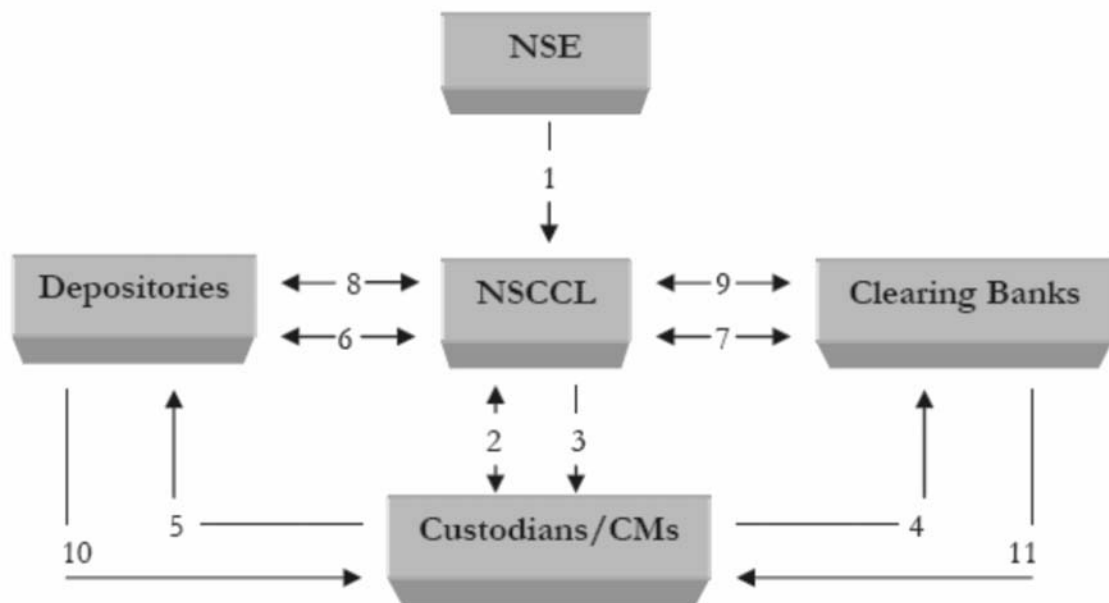 NSE
1
Depositories
8
NSCCL
9
Clearing Banks
6
7
2
3
5
Custodians/CMs
4
10
11